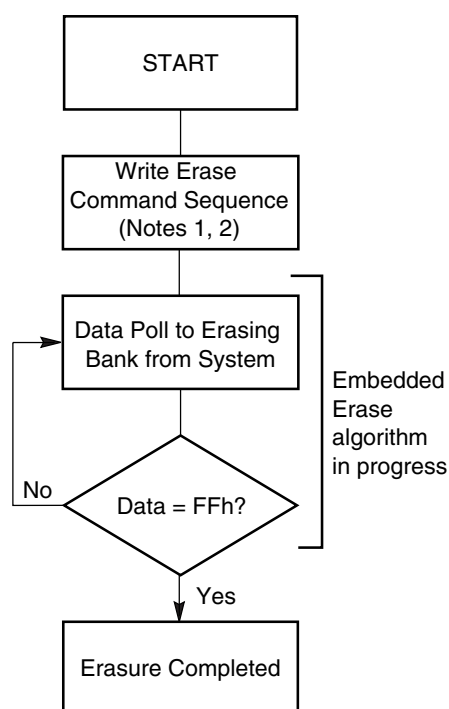 START
Write Erase
Command Sequence
(Notes 1, 2)
Data Poll to Erasing
Bank from System
Embedded
Erase
algorithm
in progress
No
Data = FFh?
Yes
Erasure Completed